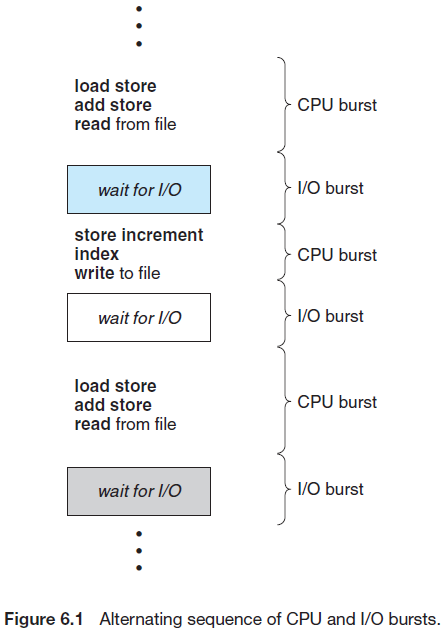 load store
add store
read from file
CPU burst
wait for I/O
I/O burst
store increment
index
write to file
CPU burst
wait for I/O
I/O burst
load store
add store
read from file
CPU burst
wait for I/O
I/O burst
Figure 6.1 Alternating sequence of CPU and I/O bursts.